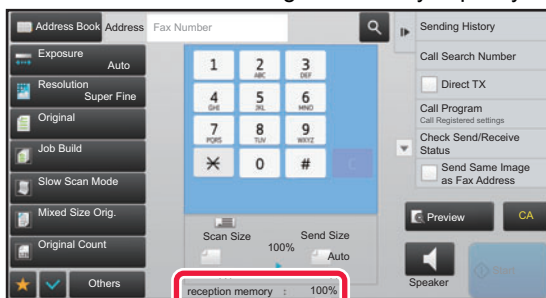 Address Book Address Fax Number
Sending History
Exposure
Auto
Call Search Number
Resolution
Super Fine
Direct TX
Original
Call Program
Call Registered settings
Job Build
Check Send/Receive
Status
Slow Scan Mode
Send Same Image
as Fax Address
Mixed Size Orig.
Original Count
Others
1
2 ABC
3 DEF
4 GHI
5 JKL
6 MNO
7 PQRS
8 TUV
9 WXYZ
0
#
C
Scan Size
100%
Send Size
Auto
Preview
CA
Speaker
Start
reception memory : 100%